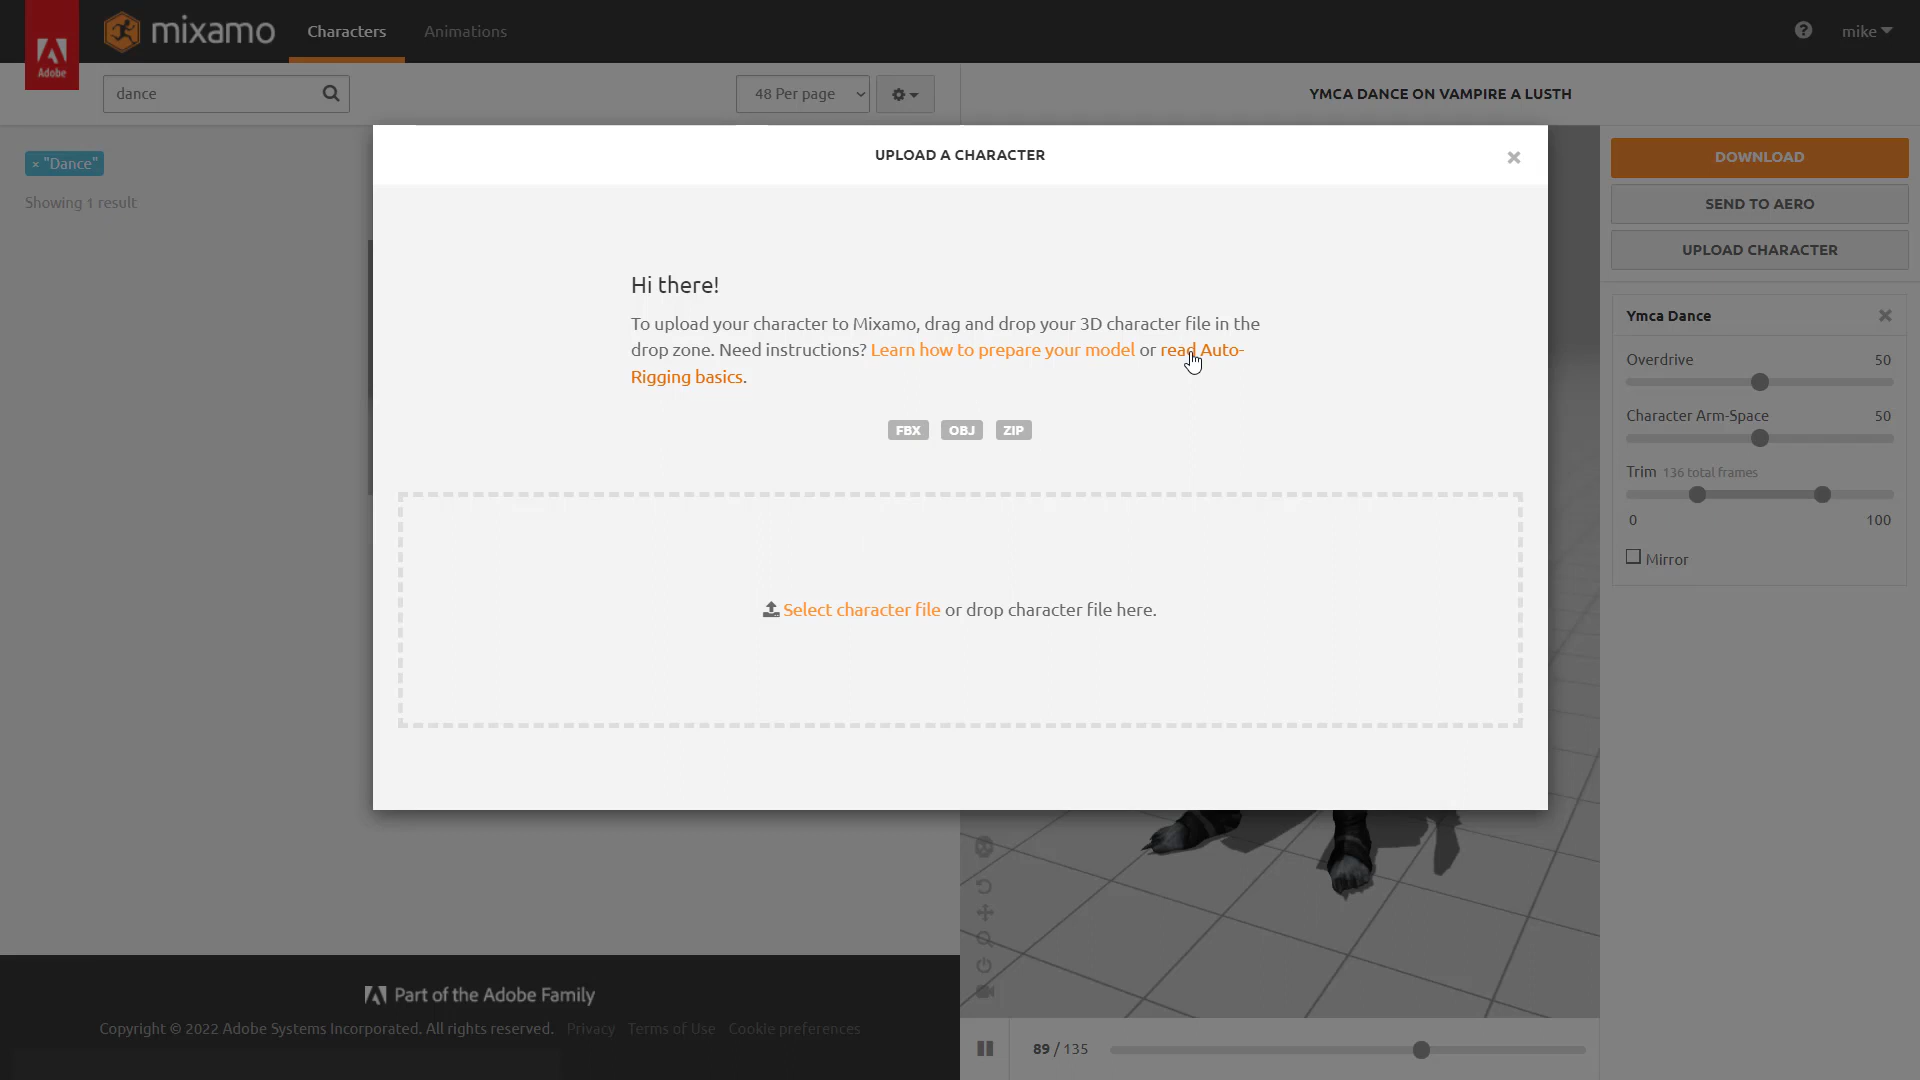 Adobe
mixamo
Characters
Animations
mike
dance
48 Per page
YMCA DANCE ON VAMPIRE A LUSTH
× "Dance"
Showing 1 result
UPLOAD A CHARACTER
Hi there!
To upload your character to Mixamo, drag and drop your 3D character file in the
drop zone. Need instructions? Learn how to prepare your model or read Auto-
Rigging basics.
FBX OBJ ZIP
Select character file or drop character file here.
DOWNLOAD
SEND TO AERO
UPLOAD CHARACTER
Ymca Dance
Overdrive 50
Character Arm-Space 50
Trim 136 total frames
0 100
Mirror
89 / 135
Part of the Adobe Family
Copyright © 2022 Adobe Systems Incorporated. All rights reserved. Privacy Terms of Use Cookie preferences